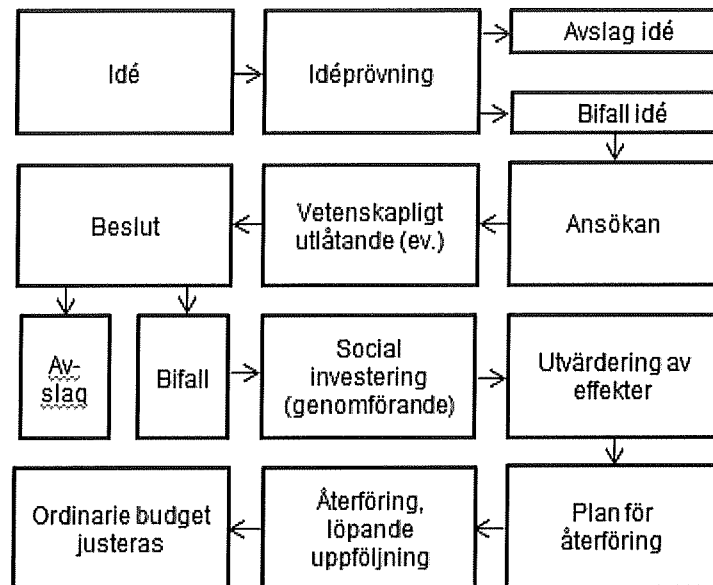 Idé
Idéprövning
Avslag idé
Bifall idé
Beslut
Vetenskapligt
utlåtande (ev.)
Ansökan
Av-
slag
Bifall
Social
investering
(genomförande)
Utvärdering av
effekter
Ordinarie budget
justeras
Återföring,
löpande
uppföljning
Plan för
återföring